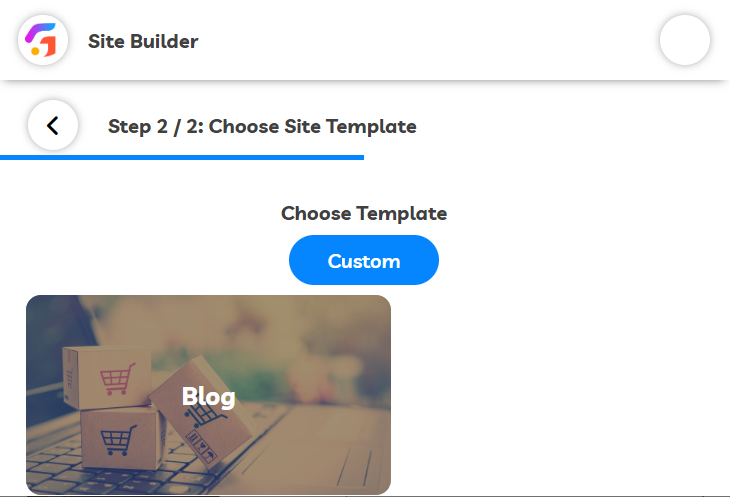 Site Builder
Step 2 / 2: Choose Site Template
Choose Template
Custom
Blog